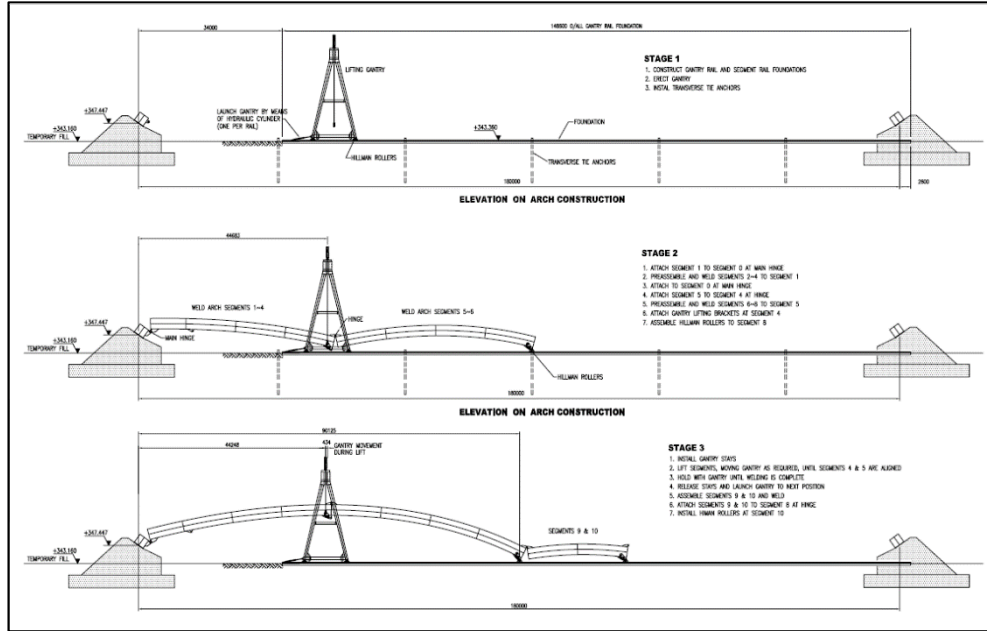 34000
148600 O/ALL GANTRY RAIL FOUNDATION
STAGE 1
1. CONSTRUCT GANTRY RAIL AND SEGMENT RAIL FOUNDATIONS
2. ERECT GANTRY
3. INSTAL TRANSVERSE TIE ANCHORS
LIFTING GANTRY
LAUNCH GANTRY BY MEANS
OF HYDRAULIC CYLINDER
(ONE PER RAIL)
+347.447
+343.160
TEMPORARY FILL
+343.360
FOUNDATION
HILLMAN ROLLERS
TRANSVERSE TIE ANCHORS
180000
2600
ELEVATION ON ARCH CONSTRUCTION
44682
STAGE 2
1. ATTACH SEGMENT 1 TO SEGMENT 0 AT MAIN HINGE
2. PREASSEMBLE AND WELD SEGMENTS 2-4 TO SEGMENT 1
3. ATTACH TO SEGMENT 0 AT MAIN HINGE
4. ATTACH SEGMENT 5 TO SEGMENT 4 AT HINGE
5. PREASSEMBLE AND WELD SEGMENTS 6-8 TO SEGMENT 5
6. ATTACH GANTRY LIFTING BRACKETS AT SEGMENT 4
7. ASSEMBLE HILLMAN ROLLERS TO SEGMENT 8
WELD ARCH SEGMENTS 1-4
HINGE
WELD ARCH SEGMENTS 5-8
+347.447
+343.160
TEMPORARY FILL
MAIN HINGE
HILLMAN ROLLERS
180000
ELEVATION ON ARCH CONSTRUCTION
90125
44248
434
GANTRY MOVEMENT
DURING LIFT
STAGE 3
1. INSTALL GANTRY STAYS
2. LIFT SEGMENTS, MOVING GANTRY AS REQUIRED, UNTIL SEGMENTS 4 & 5 ARE ALIGNED
3. HOLD WITH GANTRY UNTIL WELDING IS COMPLETE
4. RELEASE STAYS AND LAUNCH GANTRY TO NEXT POSITION
5. ASSEMBLE SEGMENTS 9 & 10 AND WELD
6. ATTACH SEGMENTS 9 & 10 TO SEGMENT 8 AT HINGE
7. INSTALL HIMAN ROLLERS AT SEGMENT 10
SEGMENTS 9 & 10
+347.447
+343.160
TEMPORARY FILL
180000